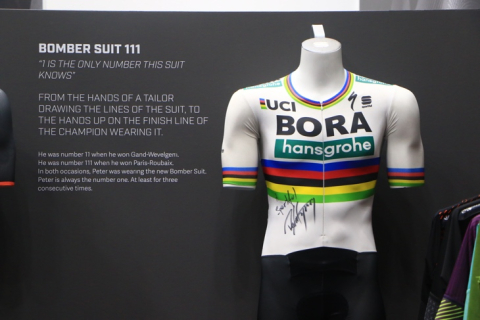 BOMBER SUIT 111
"1 IS THE ONLY NUMBER THIS SUIT
KNOWS"
FROM THE HANDS OF A TAILOR
DRAWING THE LINES OF THE SUIT, TO
THE HANDS UP ON THE FINISH LINE OF
THE CHAMPION WEARING IT.
He was number 11 when he won Gand-Wevelgem.
He was number 111 when he won Paris-Roubaix.
In both occasions, Peter was wearing the new Bomber Suit.
Peter is always the number one. At least for three
consecutive times.
UCI
BORA
hansgrohe